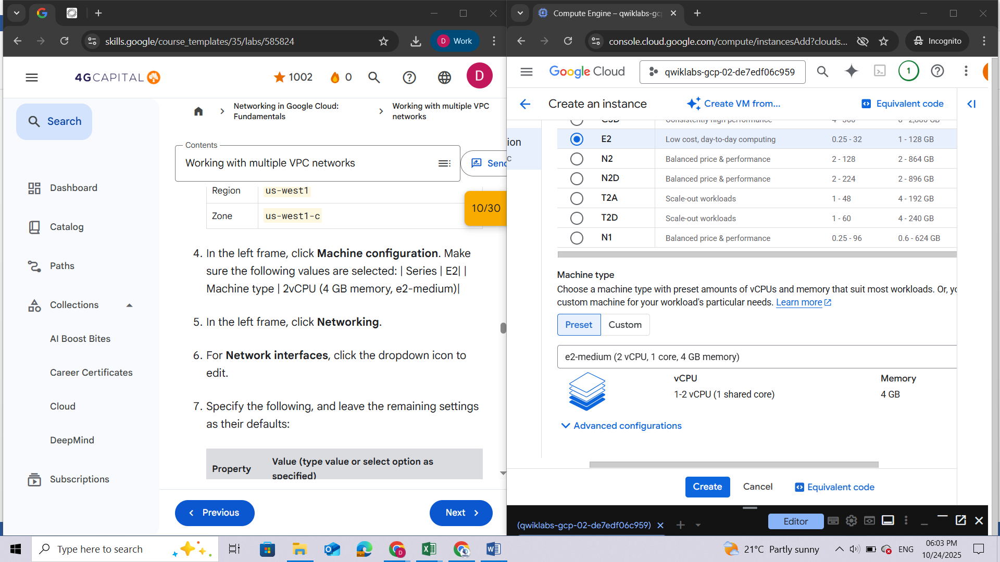 skills.google/course_templates/35/labs/585824
Work
4GCAPITAL
1002
0
D
Search
Dashboard
Catalog
Paths
Collections
AI Boost Bites
Career Certificates
Cloud
DeepMind
Subscriptions
Networking in Google Cloud:
Fundamentals
Working with multiple VPC
networks
Contents
Working with multiple VPC networks
Send
Region us-west1
Zone us-west1-c
10/30
4. In the left frame, click Machine configuration. Make
sure the following values are selected: | Series | E2| |
Machine type | 2vCPU (4 GB memory, e2-medium)|
5. In the left frame, click Networking.
6. For Network interfaces, click the dropdown icon to
edit.
7. Specify the following, and leave the remaining settings
as their defaults:
Property Value (type value or select option as
specified)
Previous
Next
Compute Engine – qwiklabs-gc
console.cloud.google.com/compute/instancesAdd?clouds...
Incognito
Google Cloud
qwiklabs-gcp-02-de7edf06c959
1
Create an instance
Create VM from...
Equivalent code
ion
C
C3D Consistently high performance 4 - 360 8 - 2,880 GB
E2 Low cost, day-to-day computing 0.25 - 32 1 - 128 GB
N2 Balanced price & performance 2 - 128 2 - 864 GB
N2D Balanced price & performance 2 - 224 2 - 896 GB
T2A Scale-out workloads 1 - 48 4 - 192 GB
T2D Scale-out workloads 1 - 60 4 - 240 GB
N1 Balanced price & performance 0.25 - 96 0.6 - 624 GB
Machine type
Choose a machine type with preset amounts of vCPUs and memory that suit most workloads. Or, yo
custom machine for your workload's particular needs. Learn more
Preset
Custom
e2-medium (2 vCPU, 1 core, 4 GB memory)
vCPU Memory
1-2 vCPU (1 shared core) 4 GB
Advanced configurations
Create
Cancel
Equivalent code
(qwiklabs-gcp-02-de7edf06c959)
Editor
Type here to search
21°C Partly sunny
ENG
06:03 PM
10/24/2025